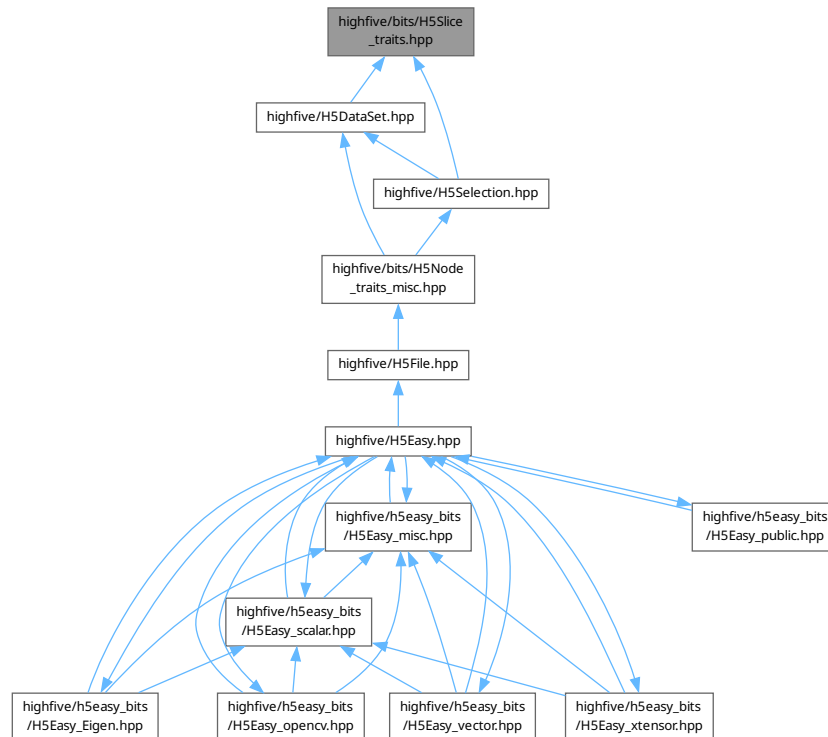 highfive/bits/H5Slice
_traits.hpp
highfive/H5DataSet.hpp
highfive/H5Selection.hpp
highfive/bits/H5Node
_traits_misc.hpp
highfive/H5File.hpp
highfive/H5Easy.hpp
highfive/h5easy_bits
/H5Easy_misc.hpp
highfive/h5easy_bits
/H5Easy_public.hpp
highfive/h5easy_bits
/H5Easy_scalar.hpp
highfive/h5easy_bits
/H5Easy_Eigen.hpp
highfive/h5easy_bits
/H5Easy_opencv.hpp
highfive/h5easy_bits
/H5Easy_vector.hpp
highfive/h5easy_bits
/H5Easy_xtensor.hpp